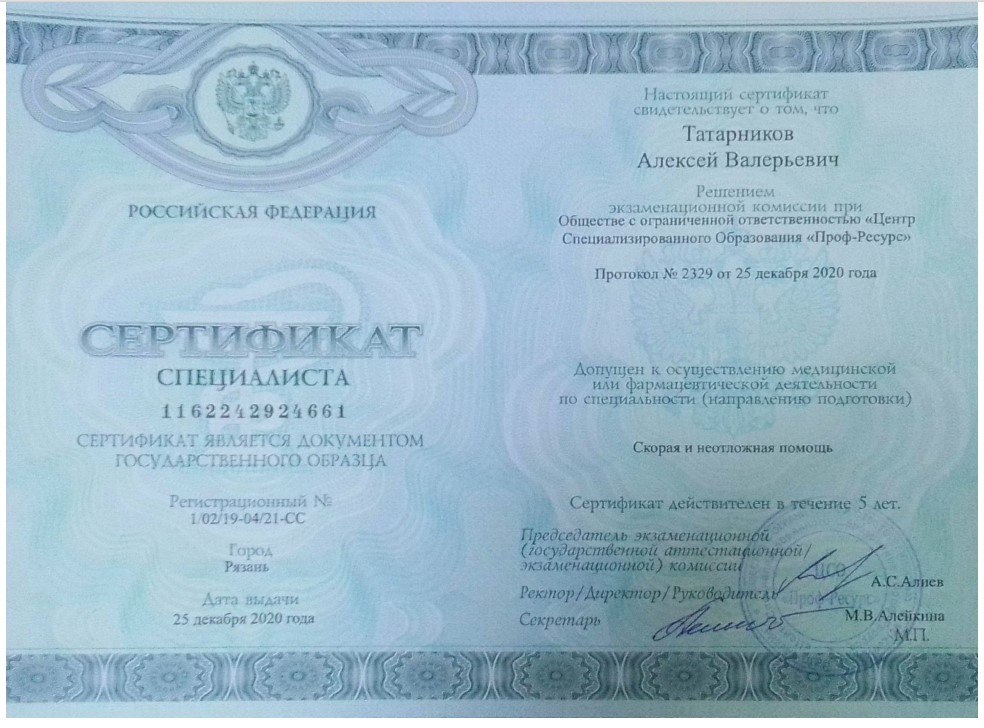 РОССИЙСКАЯ ФЕДЕРАЦИЯ
СЕРТИФИКАТ
СПЕЦИАЛИСТА
1162242924661
СЕРТИФИКАТ ЯВЛЯЕТСЯ ДОКУМЕНТОМ
ГОСУДАРСТВЕННОГО ОБРАЗЦА
Регистрационный №
1/02/19-04/21-СС
Город
Рязань
Дата выдачи
25 декабря 2020 года
Настоящий сертификат
свидетельствует о том, что
Татарников
Алексей Валерьевич
Решением
экзаменационной комиссии при
Обществе с ограниченной ответственностью «Центр
Специализированного Образования «Проф-Ресурс»
Протокол № 2329 от 25 декабря 2020 года
Допущен к осуществлению медицинской
или фармацевтической деятельности
по специальности (направлению подготовки)
Скорая и неотложная помощь
Сертификат действителен в течение 5 лет.
Председатель экзаменационной
(государственной аттестационной/
экзаменационной) комиссии
А.С.Алиев
Ректор/Директор/Руководитель
Секретарь
М.В.Алейкина
М.П.
ЦСО
«Проф-Ресурс»